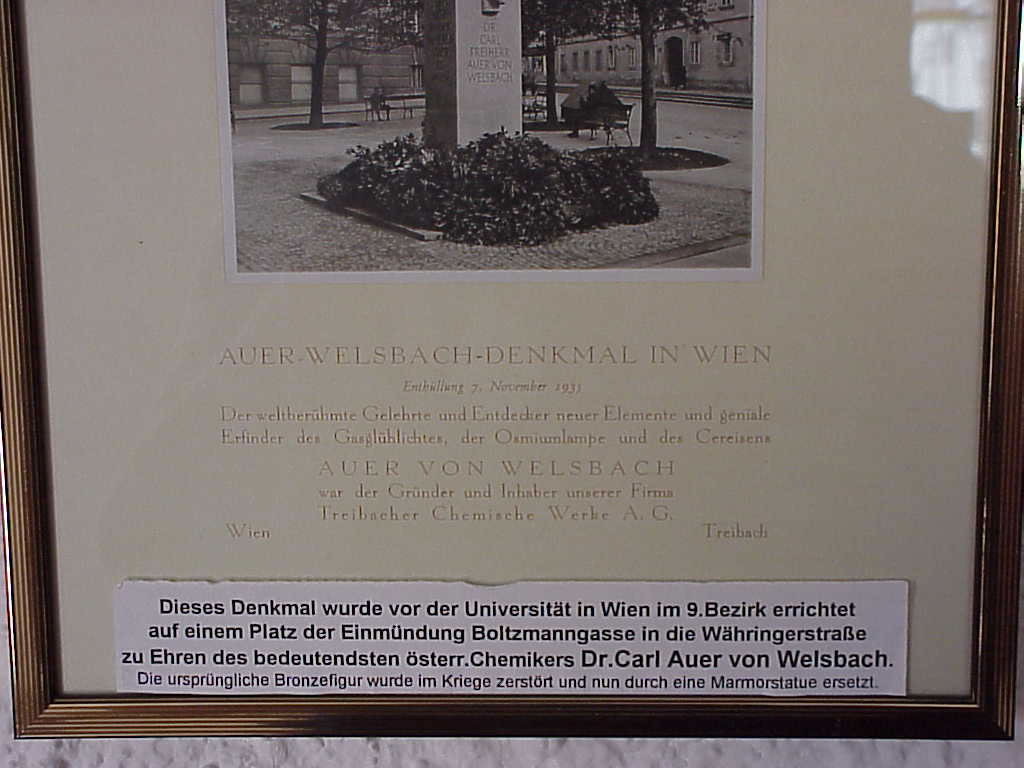 DR.
CARL
FREIHERR
AUER VON
WELSBACH
AUER-WELSBACH-DENKMAL IN WIEN
Enthüllung 7. November 1935
Der weltberühmte Gelehrte und Entdecker neuer Elemente und geniale
Erfinder des Gasglühlichtes, der Osmiumlampe und des Cereisens
AUER VON WELSBACH
war der Gründer und Inhaber unserer Firma
Treibacher Chemische Werke A. G.
Wien Treibach
Dieses Denkmal wurde vor der Universität in Wien im 9.Bezirk errichtet
auf einem Platz der Einmündung Boltzmanngasse in die Währingerstraße
zu Ehren des bedeutendsten österr.Chemikers Dr.Carl Auer von Welsbach.
Die ursprüngliche Bronzefigur wurde im Kriege zerstört und nun durch eine Marmorstatue ersetzt.